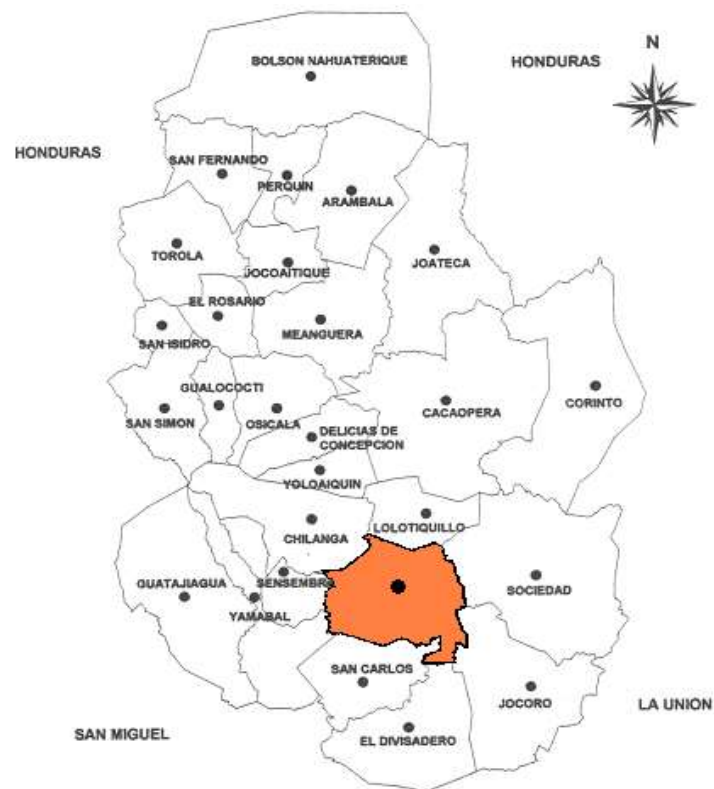 BOLSON NAHUATERIQUE
HONDURAS
N
HONDURAS
SAN FERNANDO
PERQUIN
ARAMBALA
TOROLA
JOCOAITIQUE
JOATECA
EL ROSARIO
MEANGUERA
SAN ISIDRO
GUALOCOCTI
SAN SIMON
OSICALA
CACAOPERA
CORINTO
DELICIAS DE
CONCEPCION
YOLOAIQUIN
CHILANGA
LOLOTIQUILLO
GUATAJIAGUA
SENSEMBR
SOCIEDAD
YAMABAL
SAN CARLOS
JOCORO
LA UNION
SAN MIGUEL
EL DIVISADERO